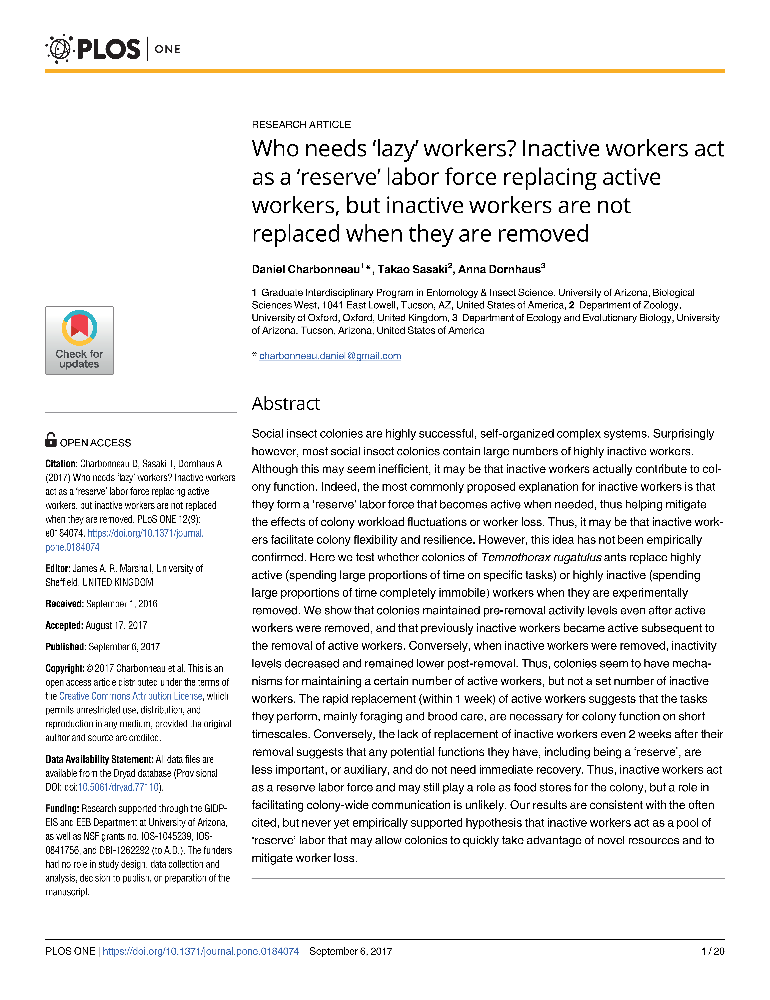 PLOS ONE
RESEARCH ARTICLE
Who needs ‘lazy’ workers? Inactive workers act
as a ‘reserve’ labor force replacing active
workers, but inactive workers are not
replaced when they are removed
Daniel Charbonneau1*, Takao Sasaki2, Anna Dornhaus3
1 Graduate Interdisciplinary Program in Entomology & Insect Science, University of Arizona, Biological
Sciences West, 1041 East Lowell, Tucson, AZ, United States of America, 2 Department of Zoology,
University of Oxford, Oxford, United Kingdom, 3 Department of Ecology and Evolutionary Biology, University
of Arizona, Tucson, Arizona, United States of America
* charbonneau.daniel@gmail.com
Check for
updates
Abstract
Social insect colonies are highly successful, self-organized complex systems. Surprisingly
however, most social insect colonies contain large numbers of highly inactive workers.
Although this may seem inefficient, it may be that inactive workers actually contribute to col-
ony function. Indeed, the most commonly proposed explanation for inactive workers is that
they form a ‘reserve’ labor force that becomes active when needed, thus helping mitigate
the effects of colony workload fluctuations or worker loss. Thus, it may be that inactive work-
ers facilitate colony flexibility and resilience. However, this idea has not been empirically
confirmed. Here we test whether colonies of Temnothorax rugatulus ants replace highly
active (spending large proportions of time on specific tasks) or highly inactive (spending
large proportions of time completely immobile) workers when they are experimentally
removed. We show that colonies maintained pre-removal activity levels even after active
workers were removed, and that previously inactive workers became active subsequent to
the removal of active workers. Conversely, when inactive workers were removed, inactivity
levels decreased and remained lower post-removal. Thus, colonies seem to have mecha-
nisms for maintaining a certain number of active workers, but not a set number of inactive
workers. The rapid replacement (within 1 week) of active workers suggests that the tasks
they perform, mainly foraging and brood care, are necessary for colony function on short
timescales. Conversely, the lack of replacement of inactive workers even 2 weeks after their
removal suggests that any potential functions they have, including being a ‘reserve’, are
less important, or auxiliary, and do not need immediate recovery. Thus, inactive workers act
as a reserve labor force and may still play a role as food stores for the colony, but a role in
facilitating colony-wide communication is unlikely. Our results are consistent with the often
cited, but never yet empirically supported hypothesis that inactive workers act as a pool of
‘reserve’ labor that may allow colonies to quickly take advantage of novel resources and to
mitigate worker loss.
OPEN ACCESS
Citation: Charbonneau D, Sasaki T, Dornhaus A
(2017) Who needs ‘lazy’ workers? Inactive workers
act as a ‘reserve’ labor force replacing active
workers, but inactive workers are not replaced
when they are removed. PLoS ONE 12(9):
e0184074. https://doi.org/10.1371/journal.
pone.0184074
Editor: James A. R. Marshall, University of
Sheffield, UNITED KINGDOM
Received: September 1, 2016
Accepted: August 17, 2017
Published: September 6, 2017
Copyright: © 2017 Charbonneau et al. This is an
open access article distributed under the terms of
the Creative Commons Attribution License, which
permits unrestricted use, distribution, and
reproduction in any medium, provided the original
author and source are credited.
Data Availability Statement: All data files are
available from the Dryad database (Provisional
DOI: doi:10.5061/dryad.77110).
Funding: Research supported through the GIDP-
EIS and EEB Department at University of Arizona,
as well as NSF grants no. IOS-1045239, IOS-
0841756, and DBI-1262292 (to A.D.). The funders
had no role in study design, data collection and
analysis, decision to publish, or preparation of the
manuscript.
PLOS ONE | https://doi.org/10.1371/journal.pone.0184074 September 6, 2017 1 / 20